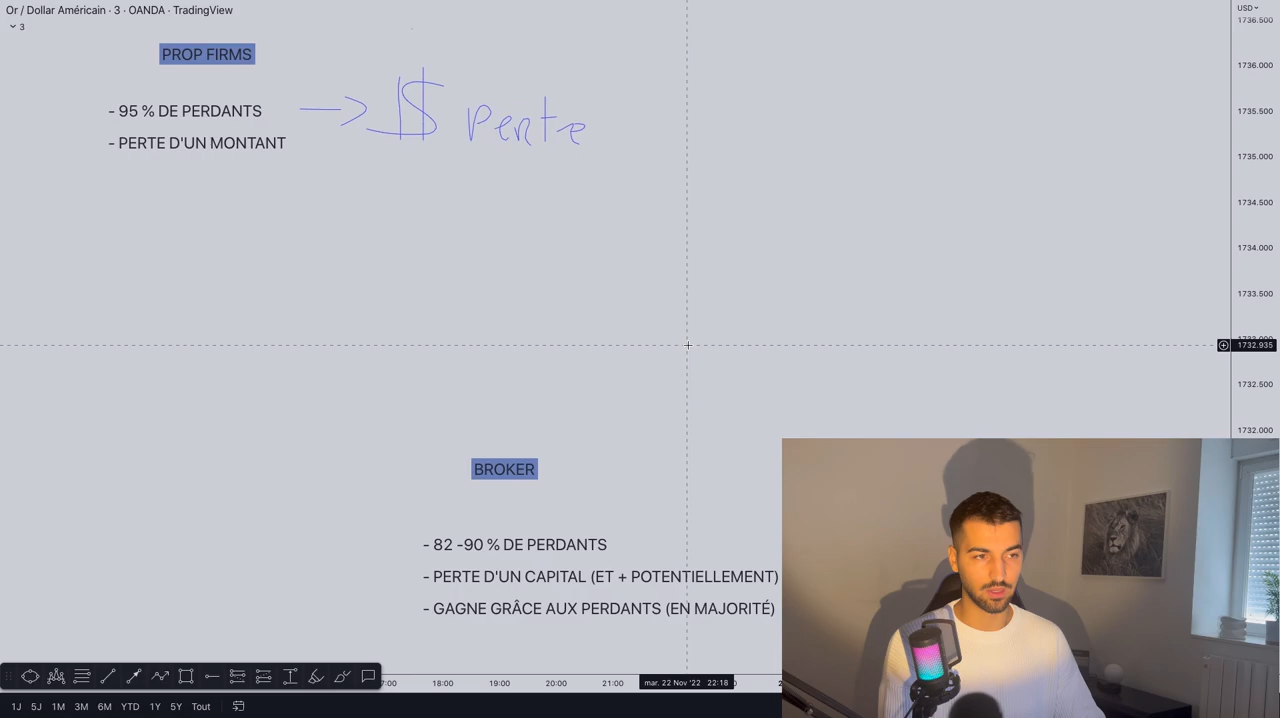 Or / Dollar Américain · 3 · OANDA · TradingView
3
USD
1736.500
PROP FIRMS
1736.000
- 95 % DE PERDANTS
$ perte
1735.500
- PERTE D'UN MONTANT
1735.000
1734.500
1734.000
1733.500
1732.935
1732.500
1732.000
BROKER
- 82 -90 % DE PERDANTS
- PERTE D'UN CAPITAL (ET + POTENTIELLEMENT)
- GAGNE GRÂCE AUX PERDANTS (EN MAJORITÉ)
18:00 19:00 20:00 21:00 mar. 22 Nov '22 22:18
1J 5J 1M 3M 6M YTD 1Y 5Y Tout